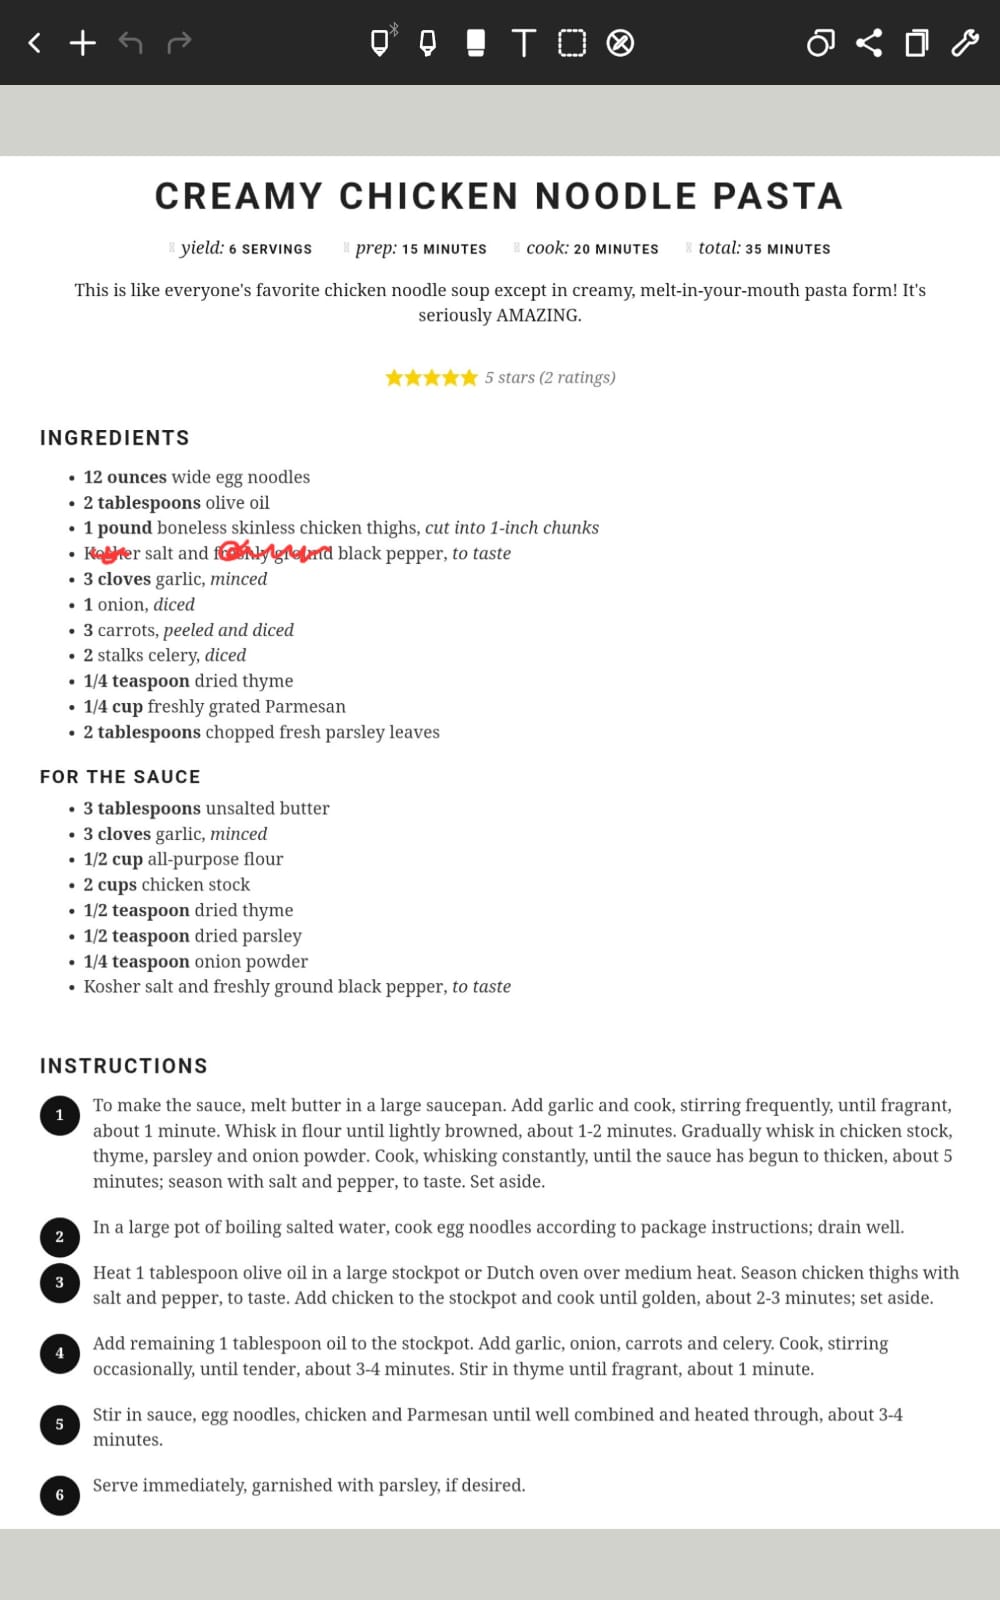 CREAMY CHICKEN NOODLE PASTA
yield: 6 SERVINGS prep: 15 MINUTES cook: 20 MINUTES total: 35 MINUTES
This is like everyone's favorite chicken noodle soup except in creamy, melt-in-your-mouth pasta form! It's
seriously AMAZING.
5 stars (2 ratings)
INGREDIENTS
• 12 ounces wide egg noodles
• 2 tablespoons olive oil
• 1 pound boneless skinless chicken thighs, cut into 1-inch chunks
• Kosher salt and freshly ground black pepper, to taste
• 3 cloves garlic, minced
• 1 onion, diced
• 3 carrots, peeled and diced
• 2 stalks celery, diced
• 1/4 teaspoon dried thyme
• 1/4 cup freshly grated Parmesan
• 2 tablespoons chopped fresh parsley leaves
FOR THE SAUCE
• 3 tablespoons unsalted butter
• 3 cloves garlic, minced
• 1/2 cup all-purpose flour
• 2 cups chicken stock
• 1/2 teaspoon dried thyme
• 1/2 teaspoon dried parsley
• 1/4 teaspoon onion powder
• Kosher salt and freshly ground black pepper, to taste
INSTRUCTIONS
1 To make the sauce, melt butter in a large saucepan. Add garlic and cook, stirring frequently, until fragrant,
about 1 minute. Whisk in flour until lightly browned, about 1-2 minutes. Gradually whisk in chicken stock,
thyme, parsley and onion powder. Cook, whisking constantly, until the sauce has begun to thicken, about 5
minutes; season with salt and pepper, to taste. Set aside.
2 In a large pot of boiling salted water, cook egg noodles according to package instructions; drain well.
3 Heat 1 tablespoon olive oil in a large stockpot or Dutch oven over medium heat. Season chicken thighs with
salt and pepper, to taste. Add chicken to the stockpot and cook until golden, about 2-3 minutes; set aside.
4 Add remaining 1 tablespoon oil to the stockpot. Add garlic, onion, carrots and celery. Cook, stirring
occasionally, until tender, about 3-4 minutes. Stir in thyme until fragrant, about 1 minute.
5 Stir in sauce, egg noodles, chicken and Parmesan until well combined and heated through, about 3-4
minutes.
6 Serve immediately, garnished with parsley, if desired.